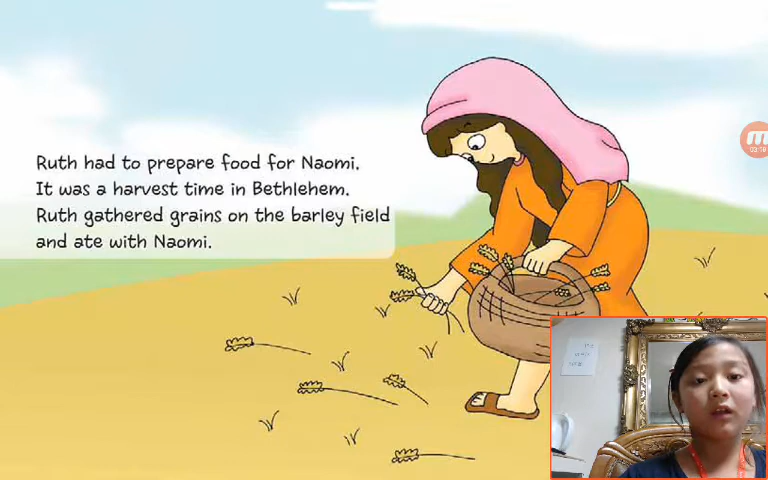 Ruth had to prepare food for Naomi.
It was a harvest time in Bethlehem.
Ruth gathered grains on the barley field
and ate with Naomi.